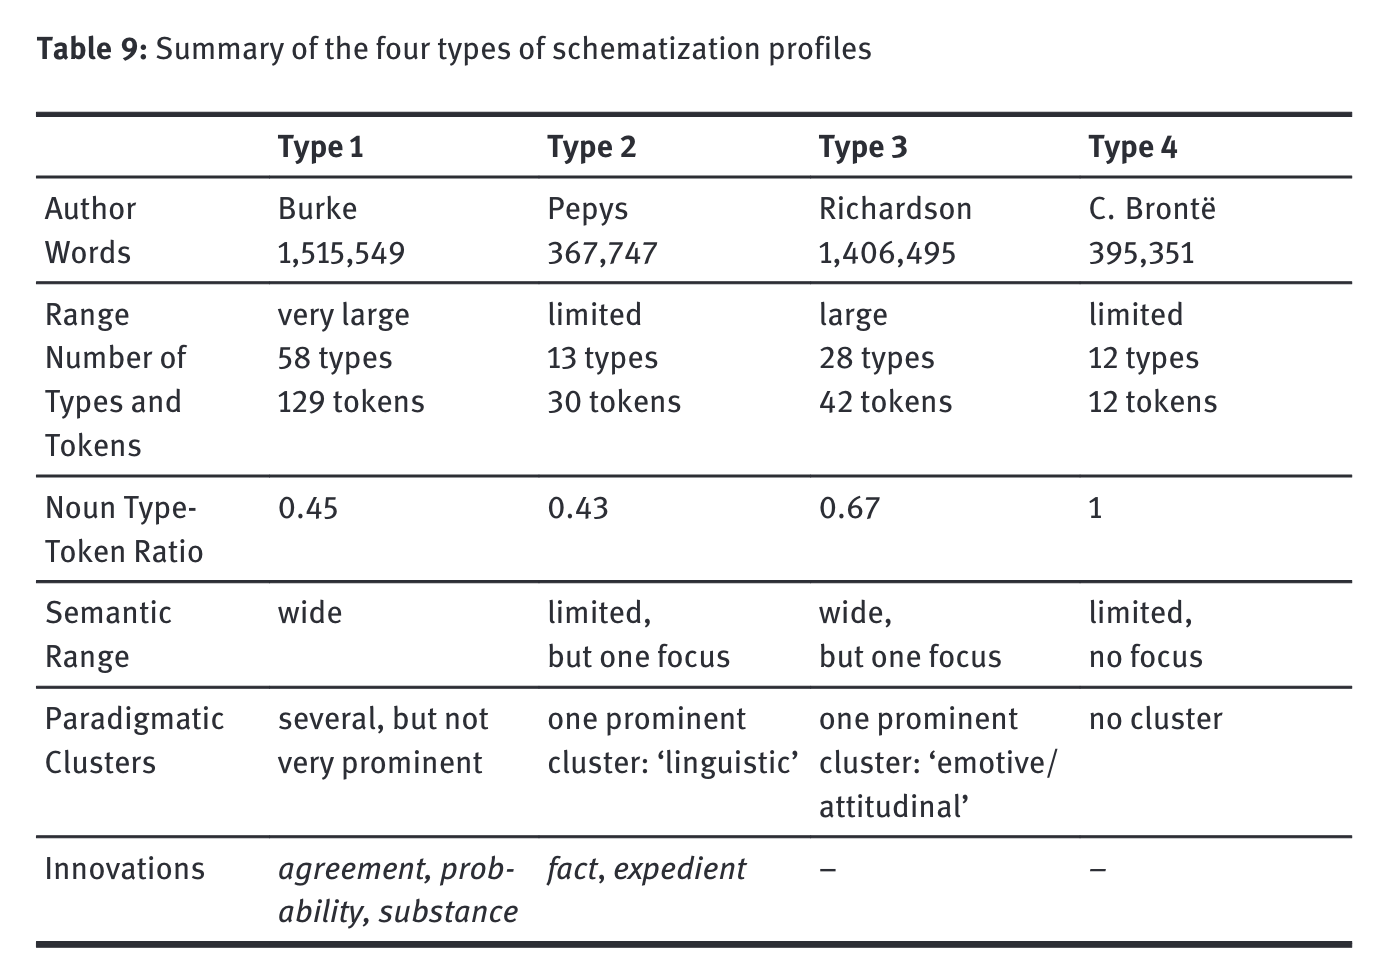 Table 9: Summary of the four types of schematization profiles
Type 1 Type 2 Type 3 Type 4
Author Burke Pepys Richardson C. Brontë
Words 1,515,549 367,747 1,406,495 395,351
Range very large limited large limited
Number of 58 types 13 types 28 types 12 types
Types and 129 tokens 30 tokens 42 tokens 12 tokens
Tokens
Noun Type- 0.45 0.43 0.67 1
Token Ratio
Semantic wide limited, wide, limited,
Range but one focus but one focus no focus
Paradigmatic several, but not one prominent one prominent no cluster
Clusters very prominent cluster: ‘linguistic’ cluster: ‘emotive/
attitudinal’
Innovations agreement, prob- fact, expedient – –
ability, substance